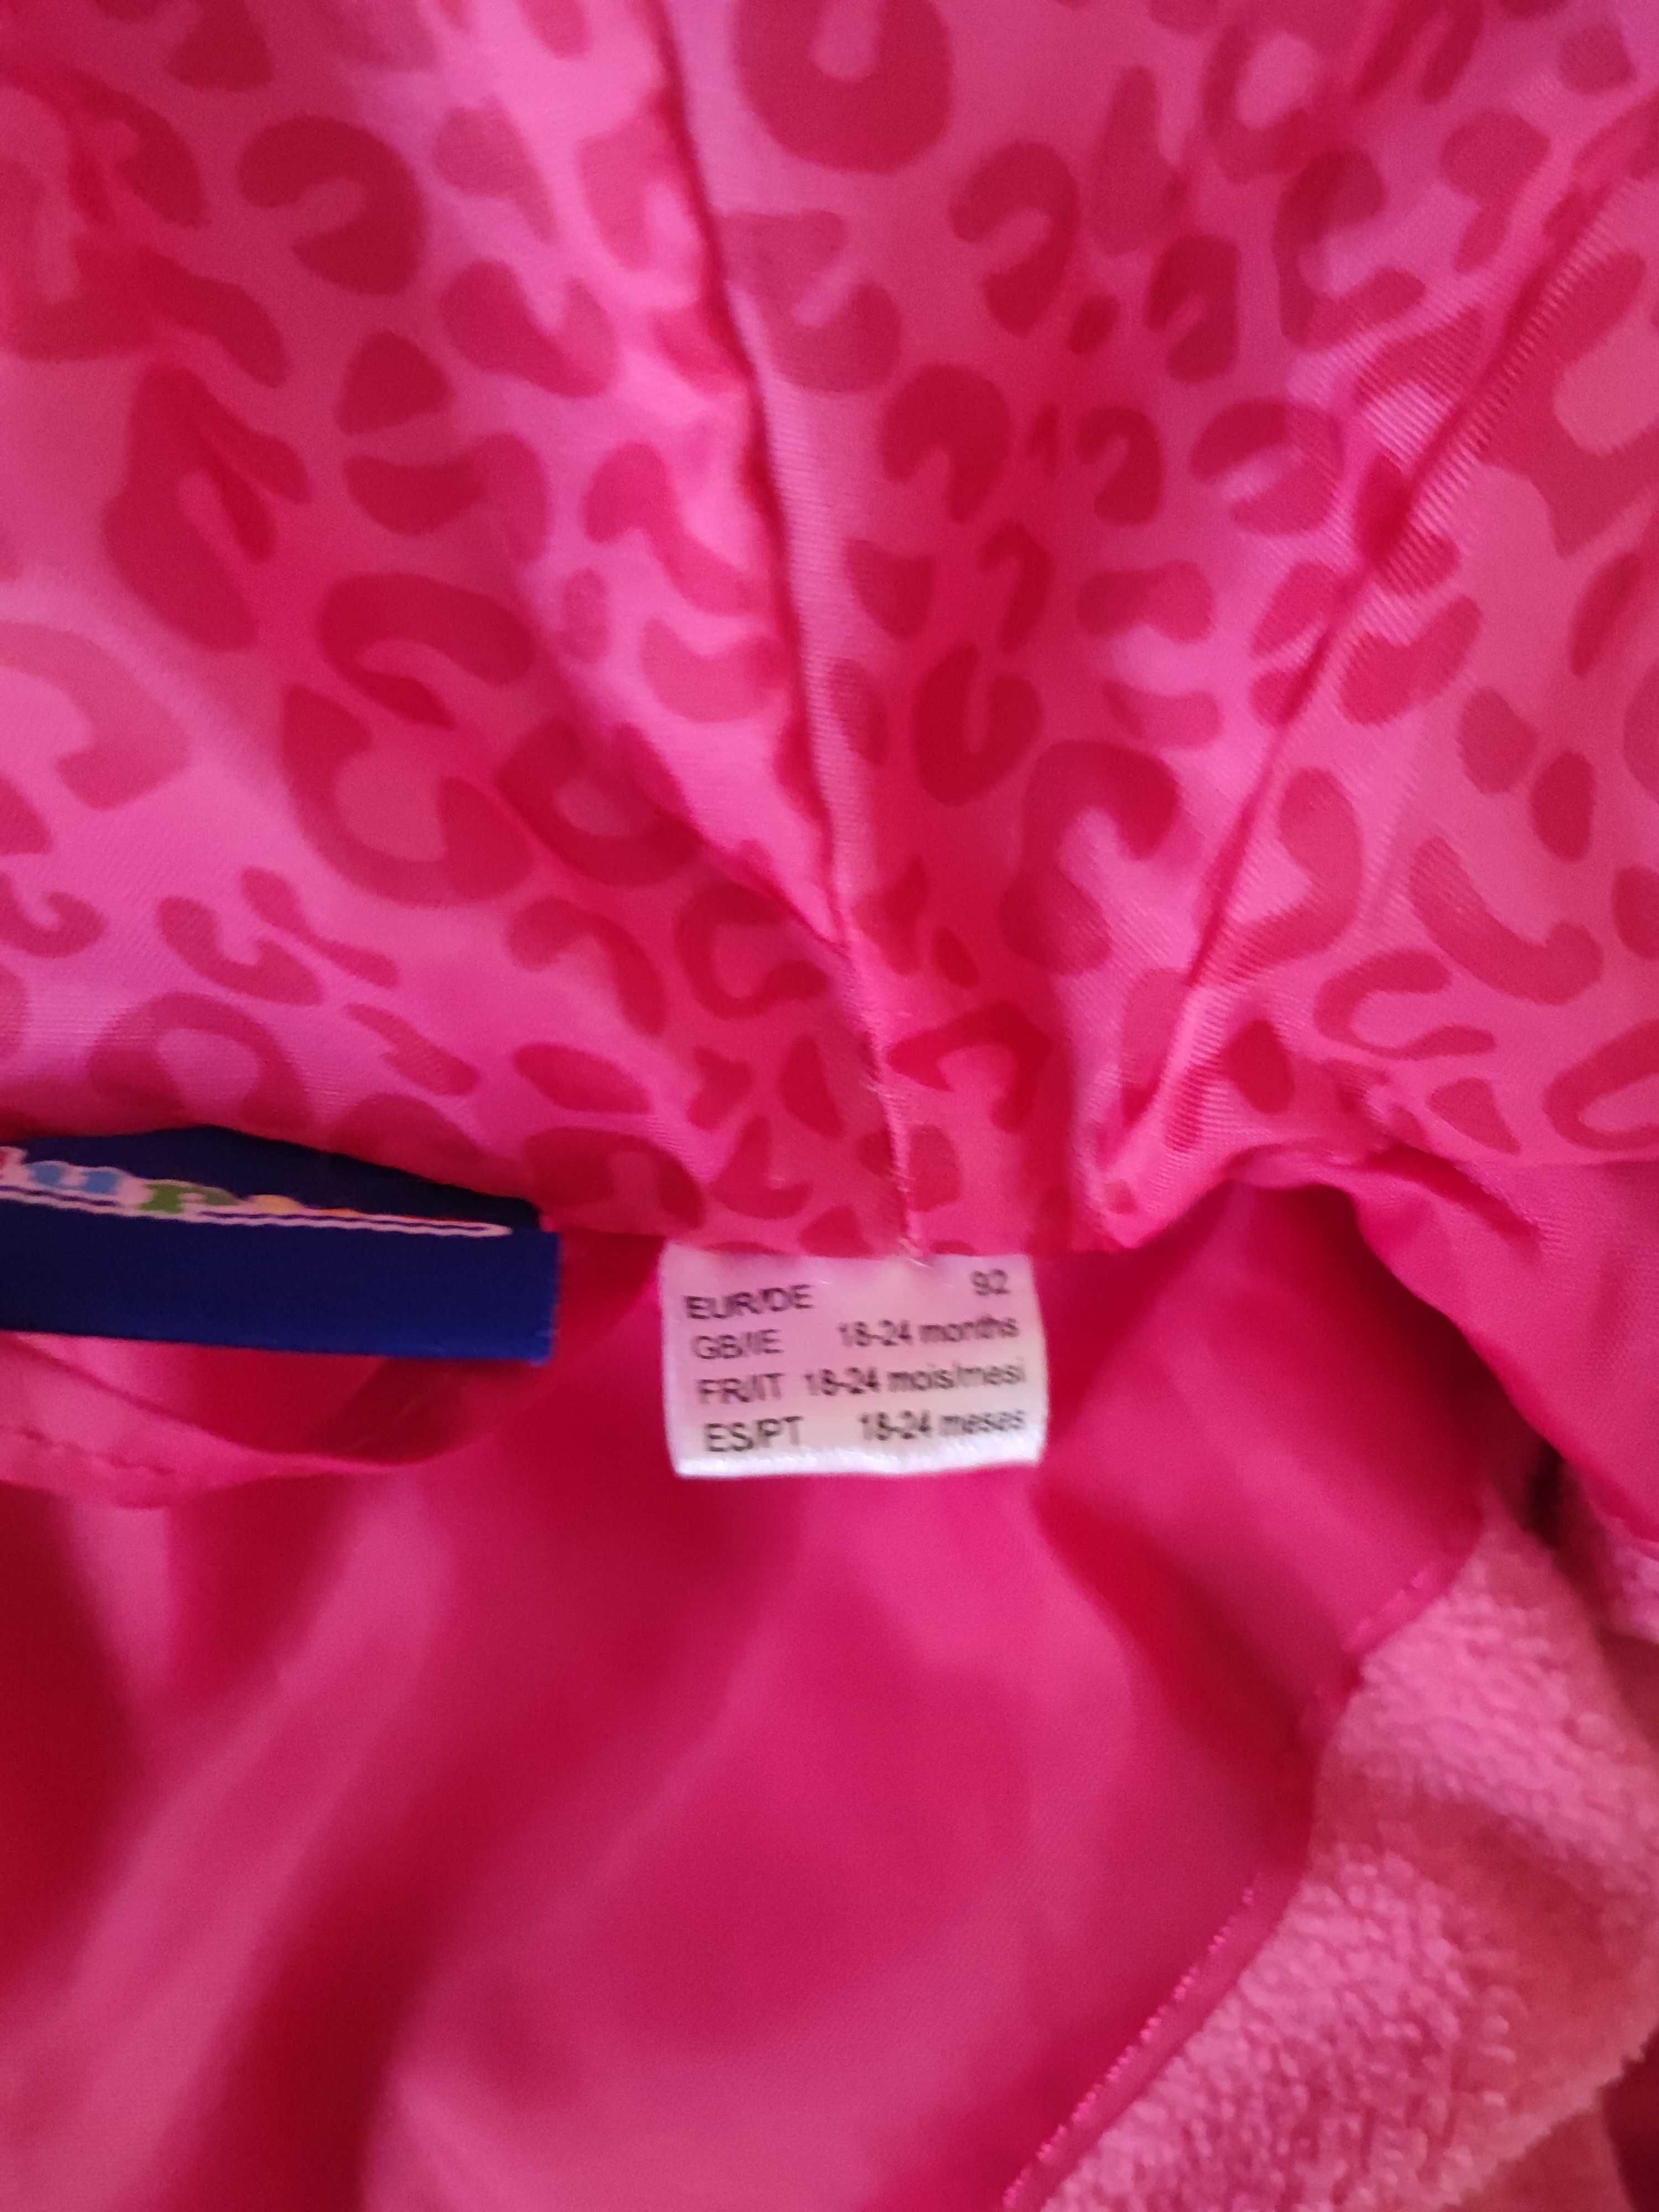 EUR/DE 92
GB/IE 18-24 months
FR/IT 18-24 mois/mesi
ES/PT 18-24 meses